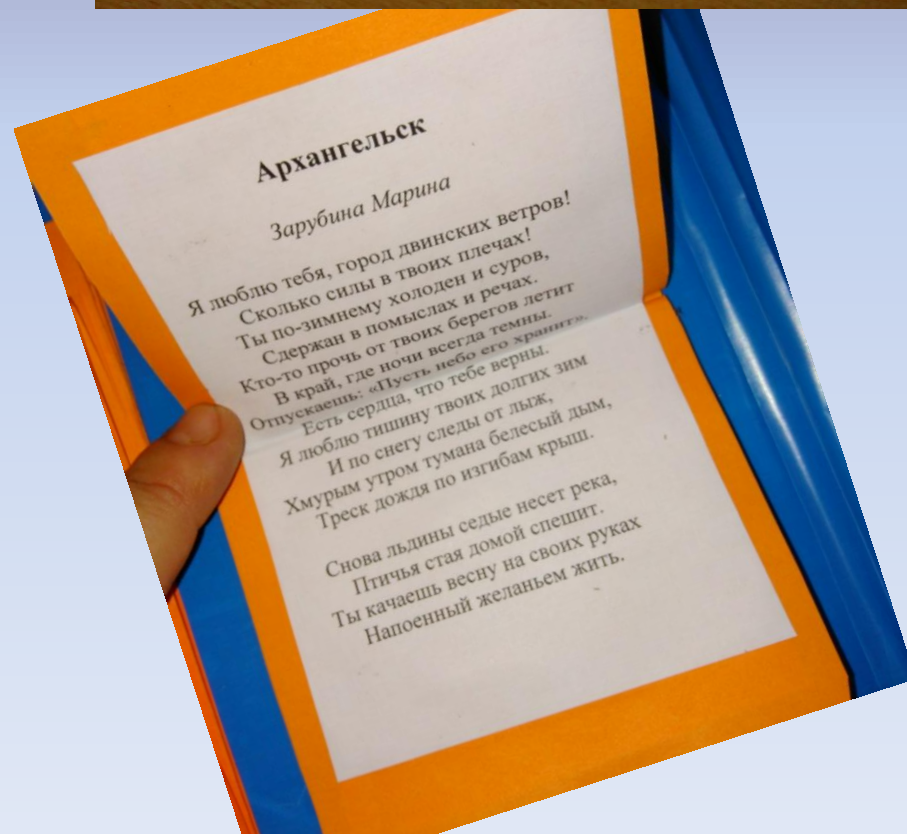 Архангельск
Зарубина Марина
Я люблю тебя, город двинских ветров!
Сколько силы в твоих плечах!
Ты по-зимнему холоден и суров,
Сдержан в помыслах и речах.
Кто-то прочь от твоих берегов летит
В край, где ночи всегда темны.
Отпускаешь: «Пусть небо его хранит».
Есть сердца, что тебе верны.
Я люблю тишину твоих долгих зим
И по снегу следы от лыж,
Хмурым утром тумана белесый дым,
Треск дождя по изгибам крыш.
Снова льдины седые несет река,
Птичья стая домой спешит.
Ты качаешь весну на своих руках
Напоенный желаньем жить.